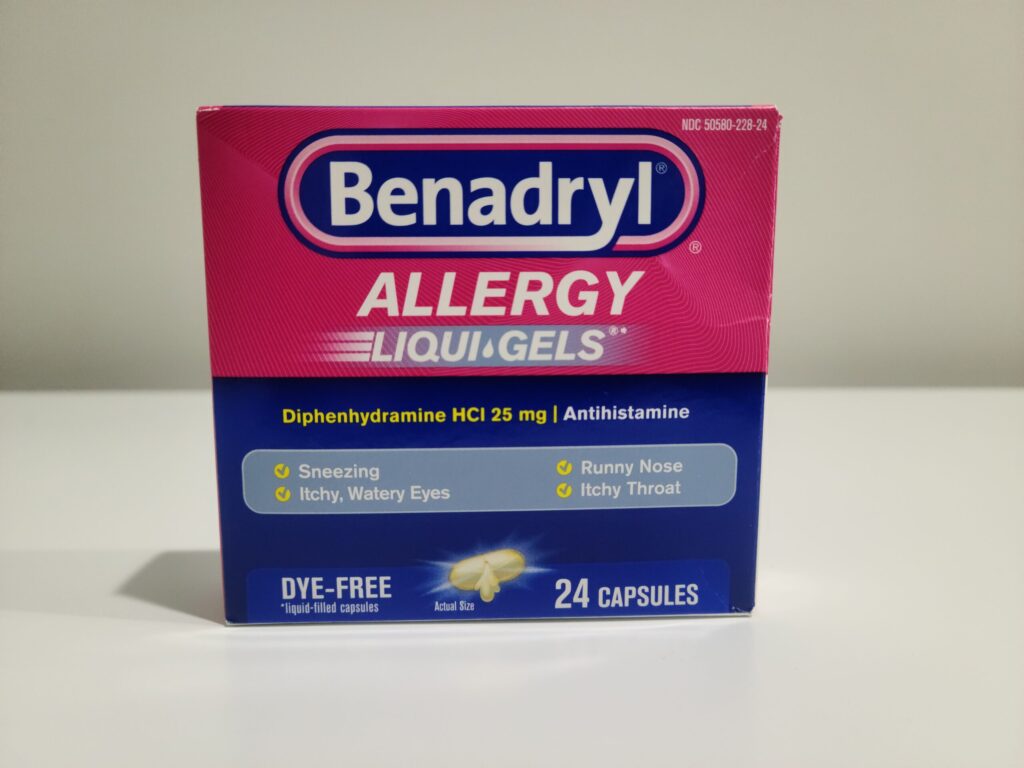 NDC 50580-228-24
Benadryl®
®
ALLERGY
LIQUI GELS®*
Diphenhydramine HCl 25 mg | Antihistamine
Sneezing
Runny Nose
Itchy, Watery Eyes
Itchy Throat
DYE-FREE
*liquid-filled capsules
Actual Size
24 CAPSULES